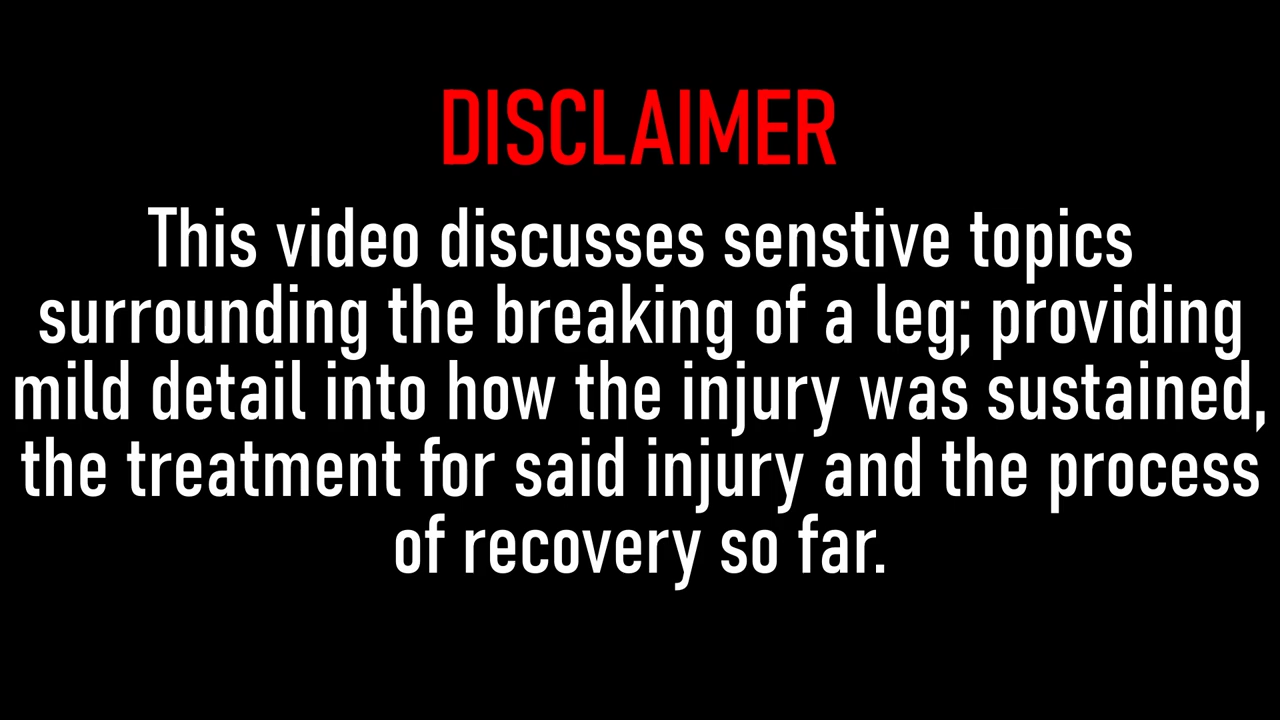 DISCLAIMER
This video discusses senstive topics
surrounding the breaking of a leg; providing
mild detail into how the injury was sustained,
the treatment for said injury and the process
of recovery so far.